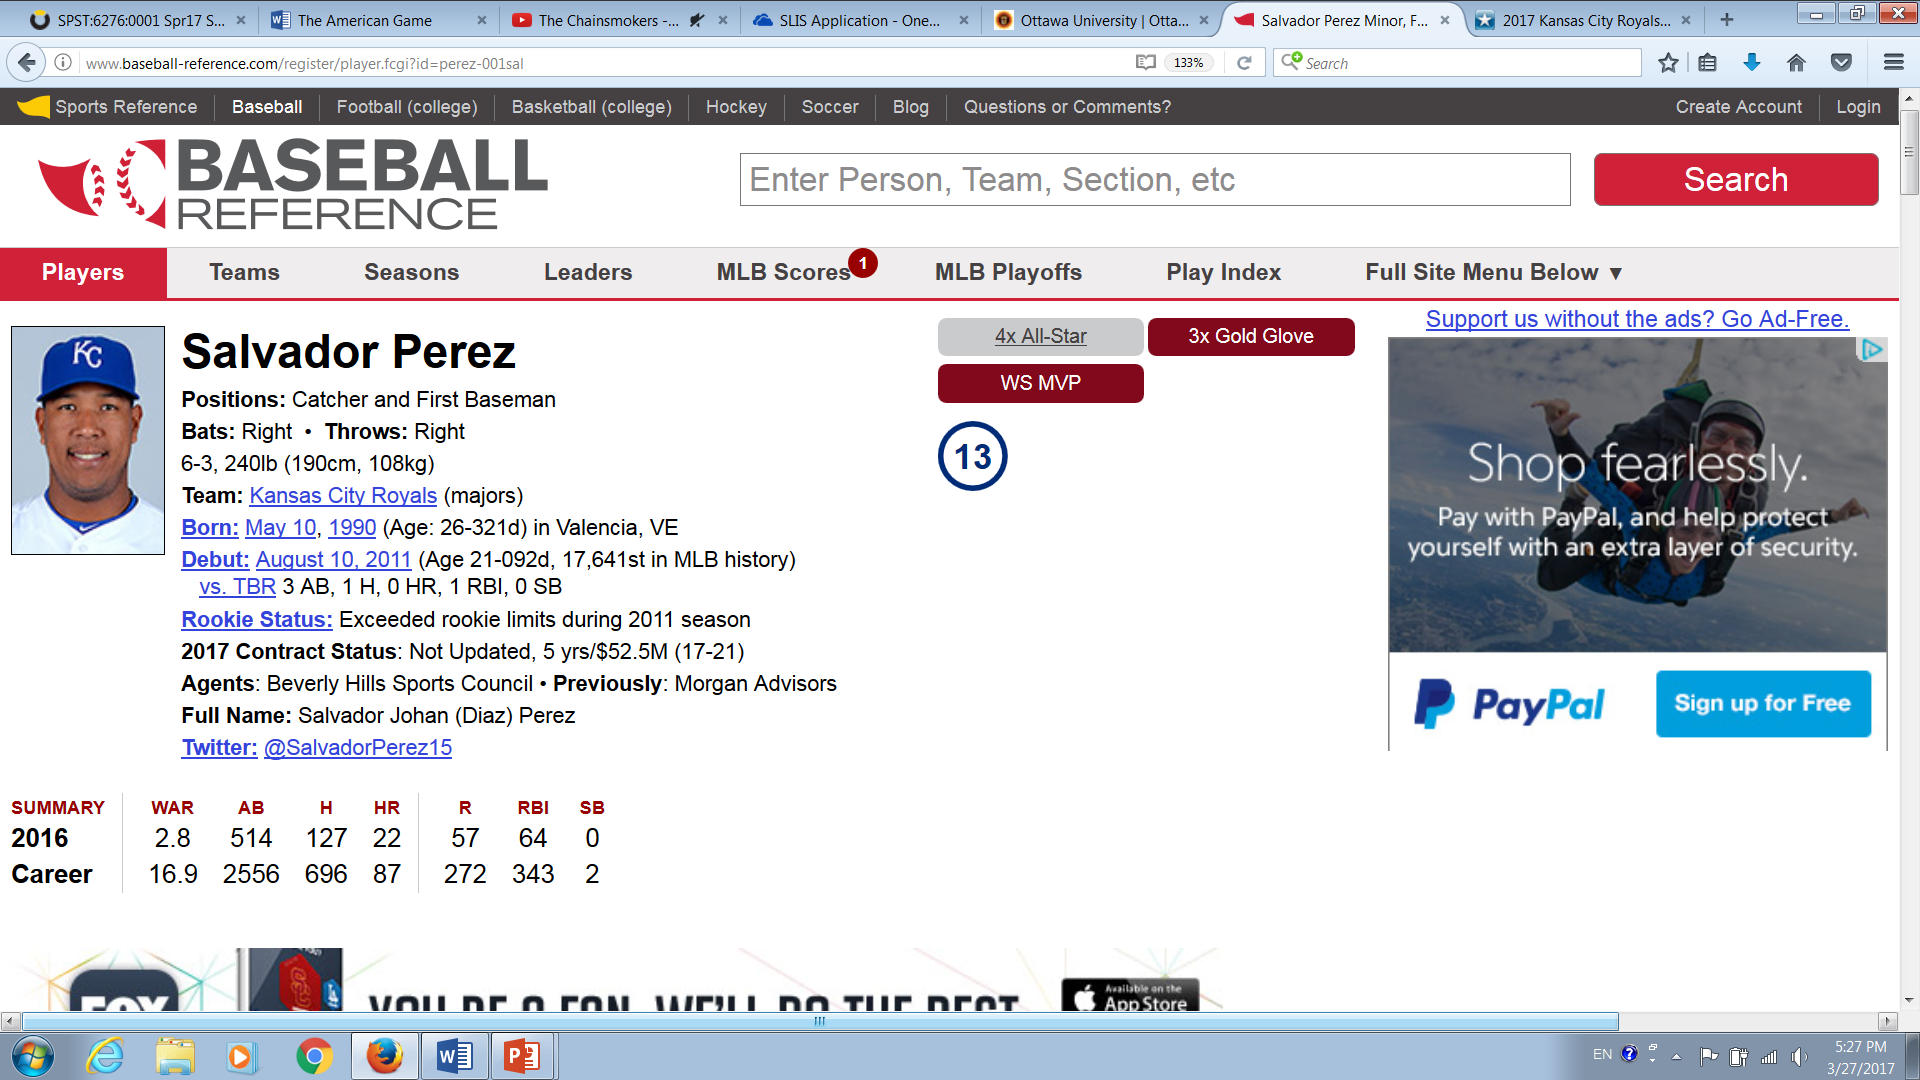 SPST:6276:0001 Spr17 S...
The American Game
The Chainsmokers -...
SLIS Application - One...
Ottawa University | Otta...
Salvador Perez Minor, F...
2017 Kansas City Royals...
www.baseball-reference.com/register/player.fcgi?id=perez-001sal
133%
Search
Sports Reference Baseball Football (college) Basketball (college) Hockey Soccer Blog Questions or Comments? Create Account Login
BASEBALL
REFERENCE
Enter Person, Team, Section, etc
Search
Players Teams Seasons Leaders MLB Scores 1 MLB Playoffs Play Index Full Site Menu Below ▼
KC
Salvador Perez
Positions: Catcher and First Baseman
Bats: Right • Throws: Right
6-3, 240lb (190cm, 108kg)
Team: Kansas City Royals (majors)
Born: May 10, 1990 (Age: 26-321d) in Valencia, VE
Debut: August 10, 2011 (Age 21-092d, 17,641st in MLB history)
vs. TBR 3 AB, 1 H, 0 HR, 1 RBI, 0 SB
Rookie Status: Exceeded rookie limits during 2011 season
2017 Contract Status: Not Updated, 5 yrs/$52.5M (17-21)
Agents: Beverly Hills Sports Council • Previously: Morgan Advisors
Full Name: Salvador Johan (Diaz) Perez
Twitter: @SalvadorPerez15
4x All-Star 3x Gold Glove
WS MVP
13
Support us without the ads? Go Ad-Free.
Shop fearlessly.
Pay with PayPal, and help protect
yourself with an extra layer of security.
PayPal Sign up for Free
SUMMARY WAR AB H HR R RBI SB
2016 2.8 514 127 22 57 64 0
Career 16.9 2556 696 87 272 343 2
FOX
YOU'RE A FAN. WE'LL DO THE REST
Available on the
App Store
EN
5:27 PM
3/27/2017